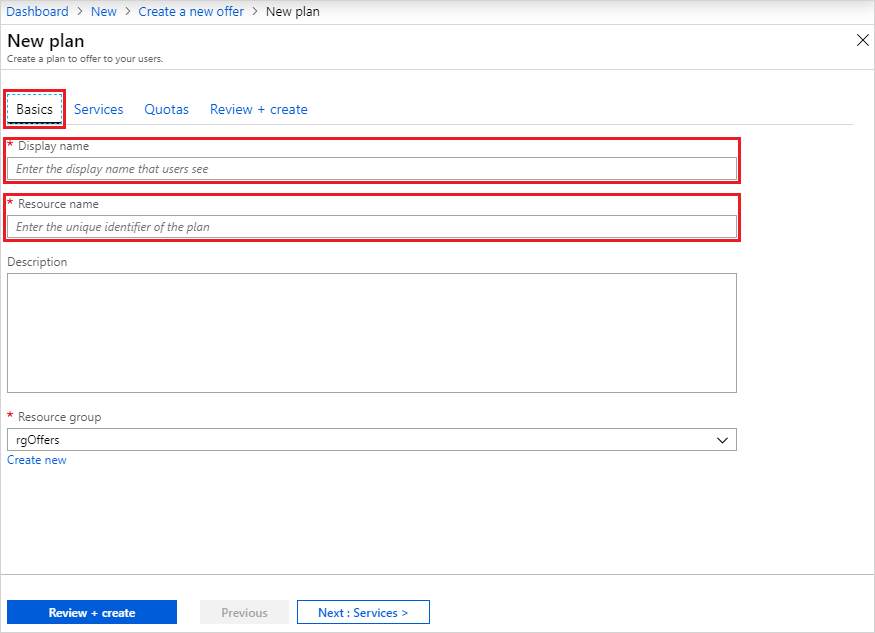 Dashboard > New > Create a new offer > New plan
New plan
Create a plan to offer to your users.
Basics Services Quotas Review + create
* Display name
Enter the display name that users see
* Resource name
Enter the unique identifier of the plan
Description
* Resource group
rgOffers
Create new
Review + create Previous Next : Services >